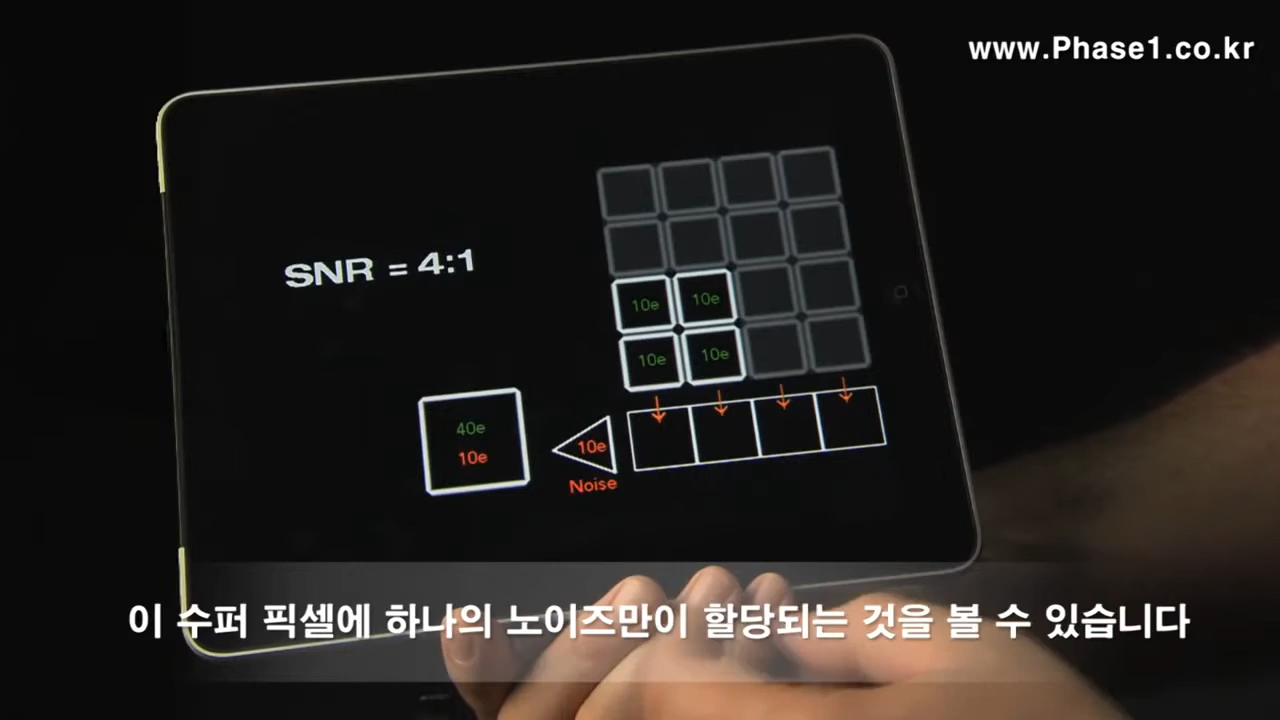 www.Phase1.co.kr
SNR = 4:1
10e 10e
10e 10e
40e
10e
10e
Noise
이 수퍼 픽셀에 하나의 노이즈만이 할당되는 것을 볼 수 있습니다